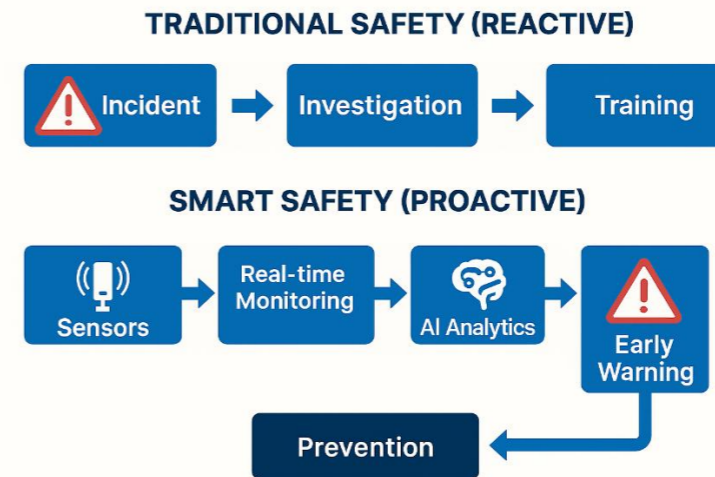 TRADITIONAL SAFETY (REACTIVE)
Incident
Investigation
Training
SMART SAFETY (PROACTIVE)
Sensors
Real-time
Monitoring
AI Analytics
Early
Warning
Prevention